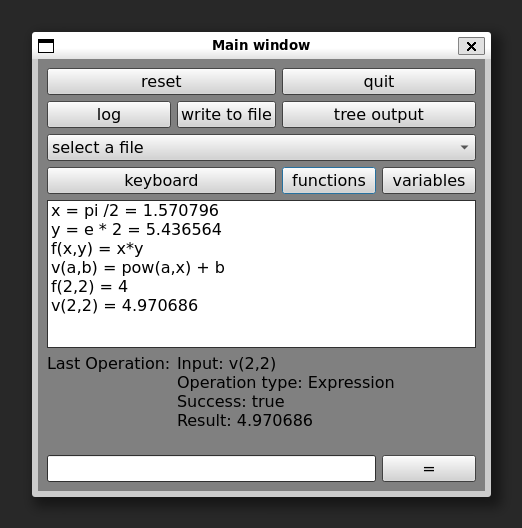 Main window
reset quit
log write to file tree output
select a file
keyboard functions variables
x = pi /2 = 1.570796
y = e * 2 = 5.436564
f(x,y) = x*y
v(a,b) = pow(a,x) + b
f(2,2) = 4
v(2,2) = 4.970686
Last Operation: Input: v(2,2)
Operation type: Expression
Success: true
Result: 4.970686
=